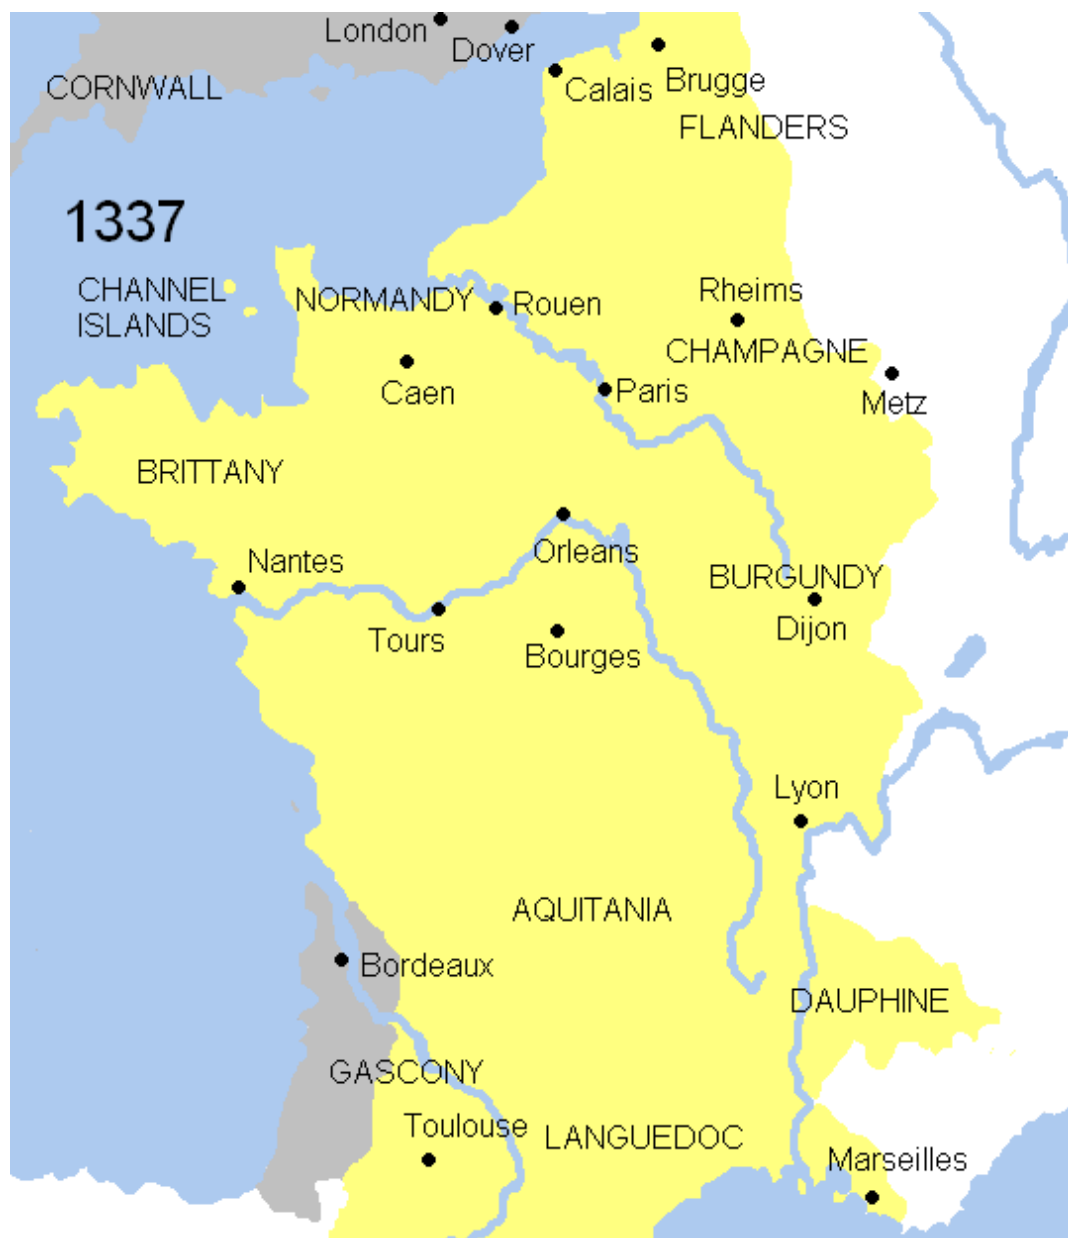 London
Dover
CORNWALL
Calais
Brugge
FLANDERS
1337
CHANNEL
ISLANDS
NORMANDY
Rouen
Rheims
CHAMPAGNE
Caen
Paris
Metz
BRITTANY
Nantes
Orleans
BURGUNDY
Tours
Bourges
Dijon
Lyon
AQUITANIA
Bordeaux
DAUPHINE
GASCONY
Toulouse
LANGUEDOC
Marseilles